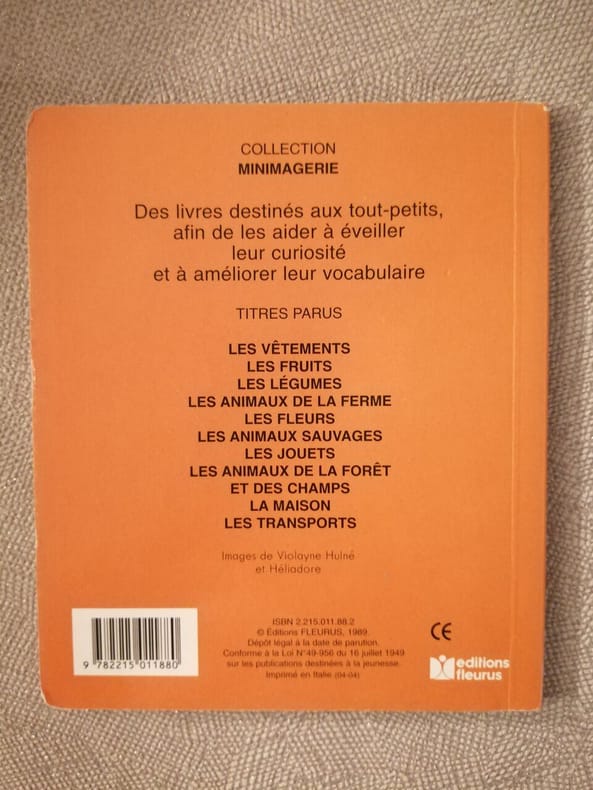 COLLECTION
MINIMAGERIE
Des livres destinés aux tout-petits,
afin de les aider à éveiller
leur curiosité
et à améliorer leur vocabulaire
TITRES PARUS
LES VÊTEMENTS
LES FRUITS
LES LÉGUMES
LES ANIMAUX DE LA FERME
LES FLEURS
LES ANIMAUX SAUVAGES
LES JOUETS
LES ANIMAUX DE LA FORÊT
ET DES CHAMPS
LA MAISON
LES TRANSPORTS
Images de Violayne Hulné
et Héliadore
9 782215 011880
ISBN 2.215.011.88.2
© Éditions FLEURUS, 1989.
Dépôt légal à la date de parution.
Conforme à la Loi N°49-956 du 16 juillet 1949
sur les publications destinées à la jeunesse.
Imprimé en Italie (04-04)
CE
editions
fleurus